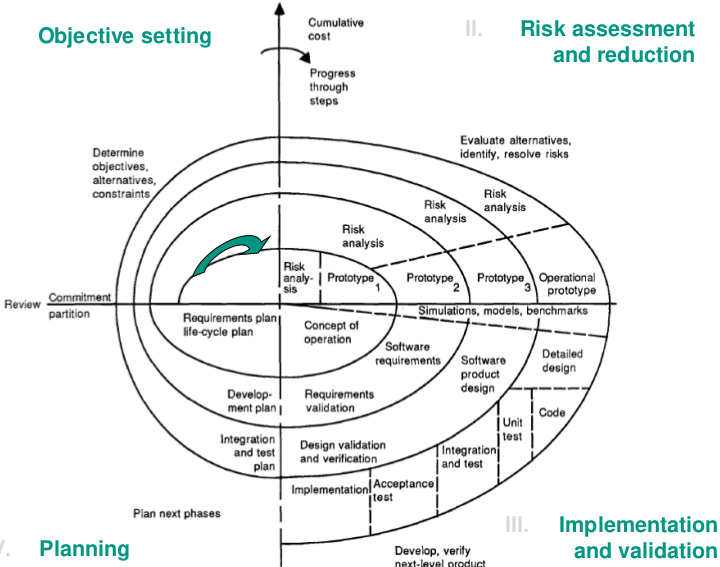 Objective setting
Cumulative
cost
II.
Risk assessment
and reduction
Progress
through
steps
Determine
objectives,
alternatives,
constraints
Evaluate alternatives,
identify, resolve risks
Risk
analysis
Risk
analysis
Risk
analysis
Risk
analy-
sis
Prototype
1
Prototype
2
Prototype
3
Operational
prototype
Review
Commitment
partition
Simulations, models, benchmarks
Requirements plan
life-cycle plan
Concept of
operation
Software
requirements
Software
product
design
Detailed
design
Develop-
ment plan
Requirements
validation
Code
Unit
test
Integration
and test
plan
Design validation
and verification
Integration
and test
Implementation
Acceptance
test
Plan next phases
III.
Implementation
and validation
V.
Planning
Develop, verify
next-level product